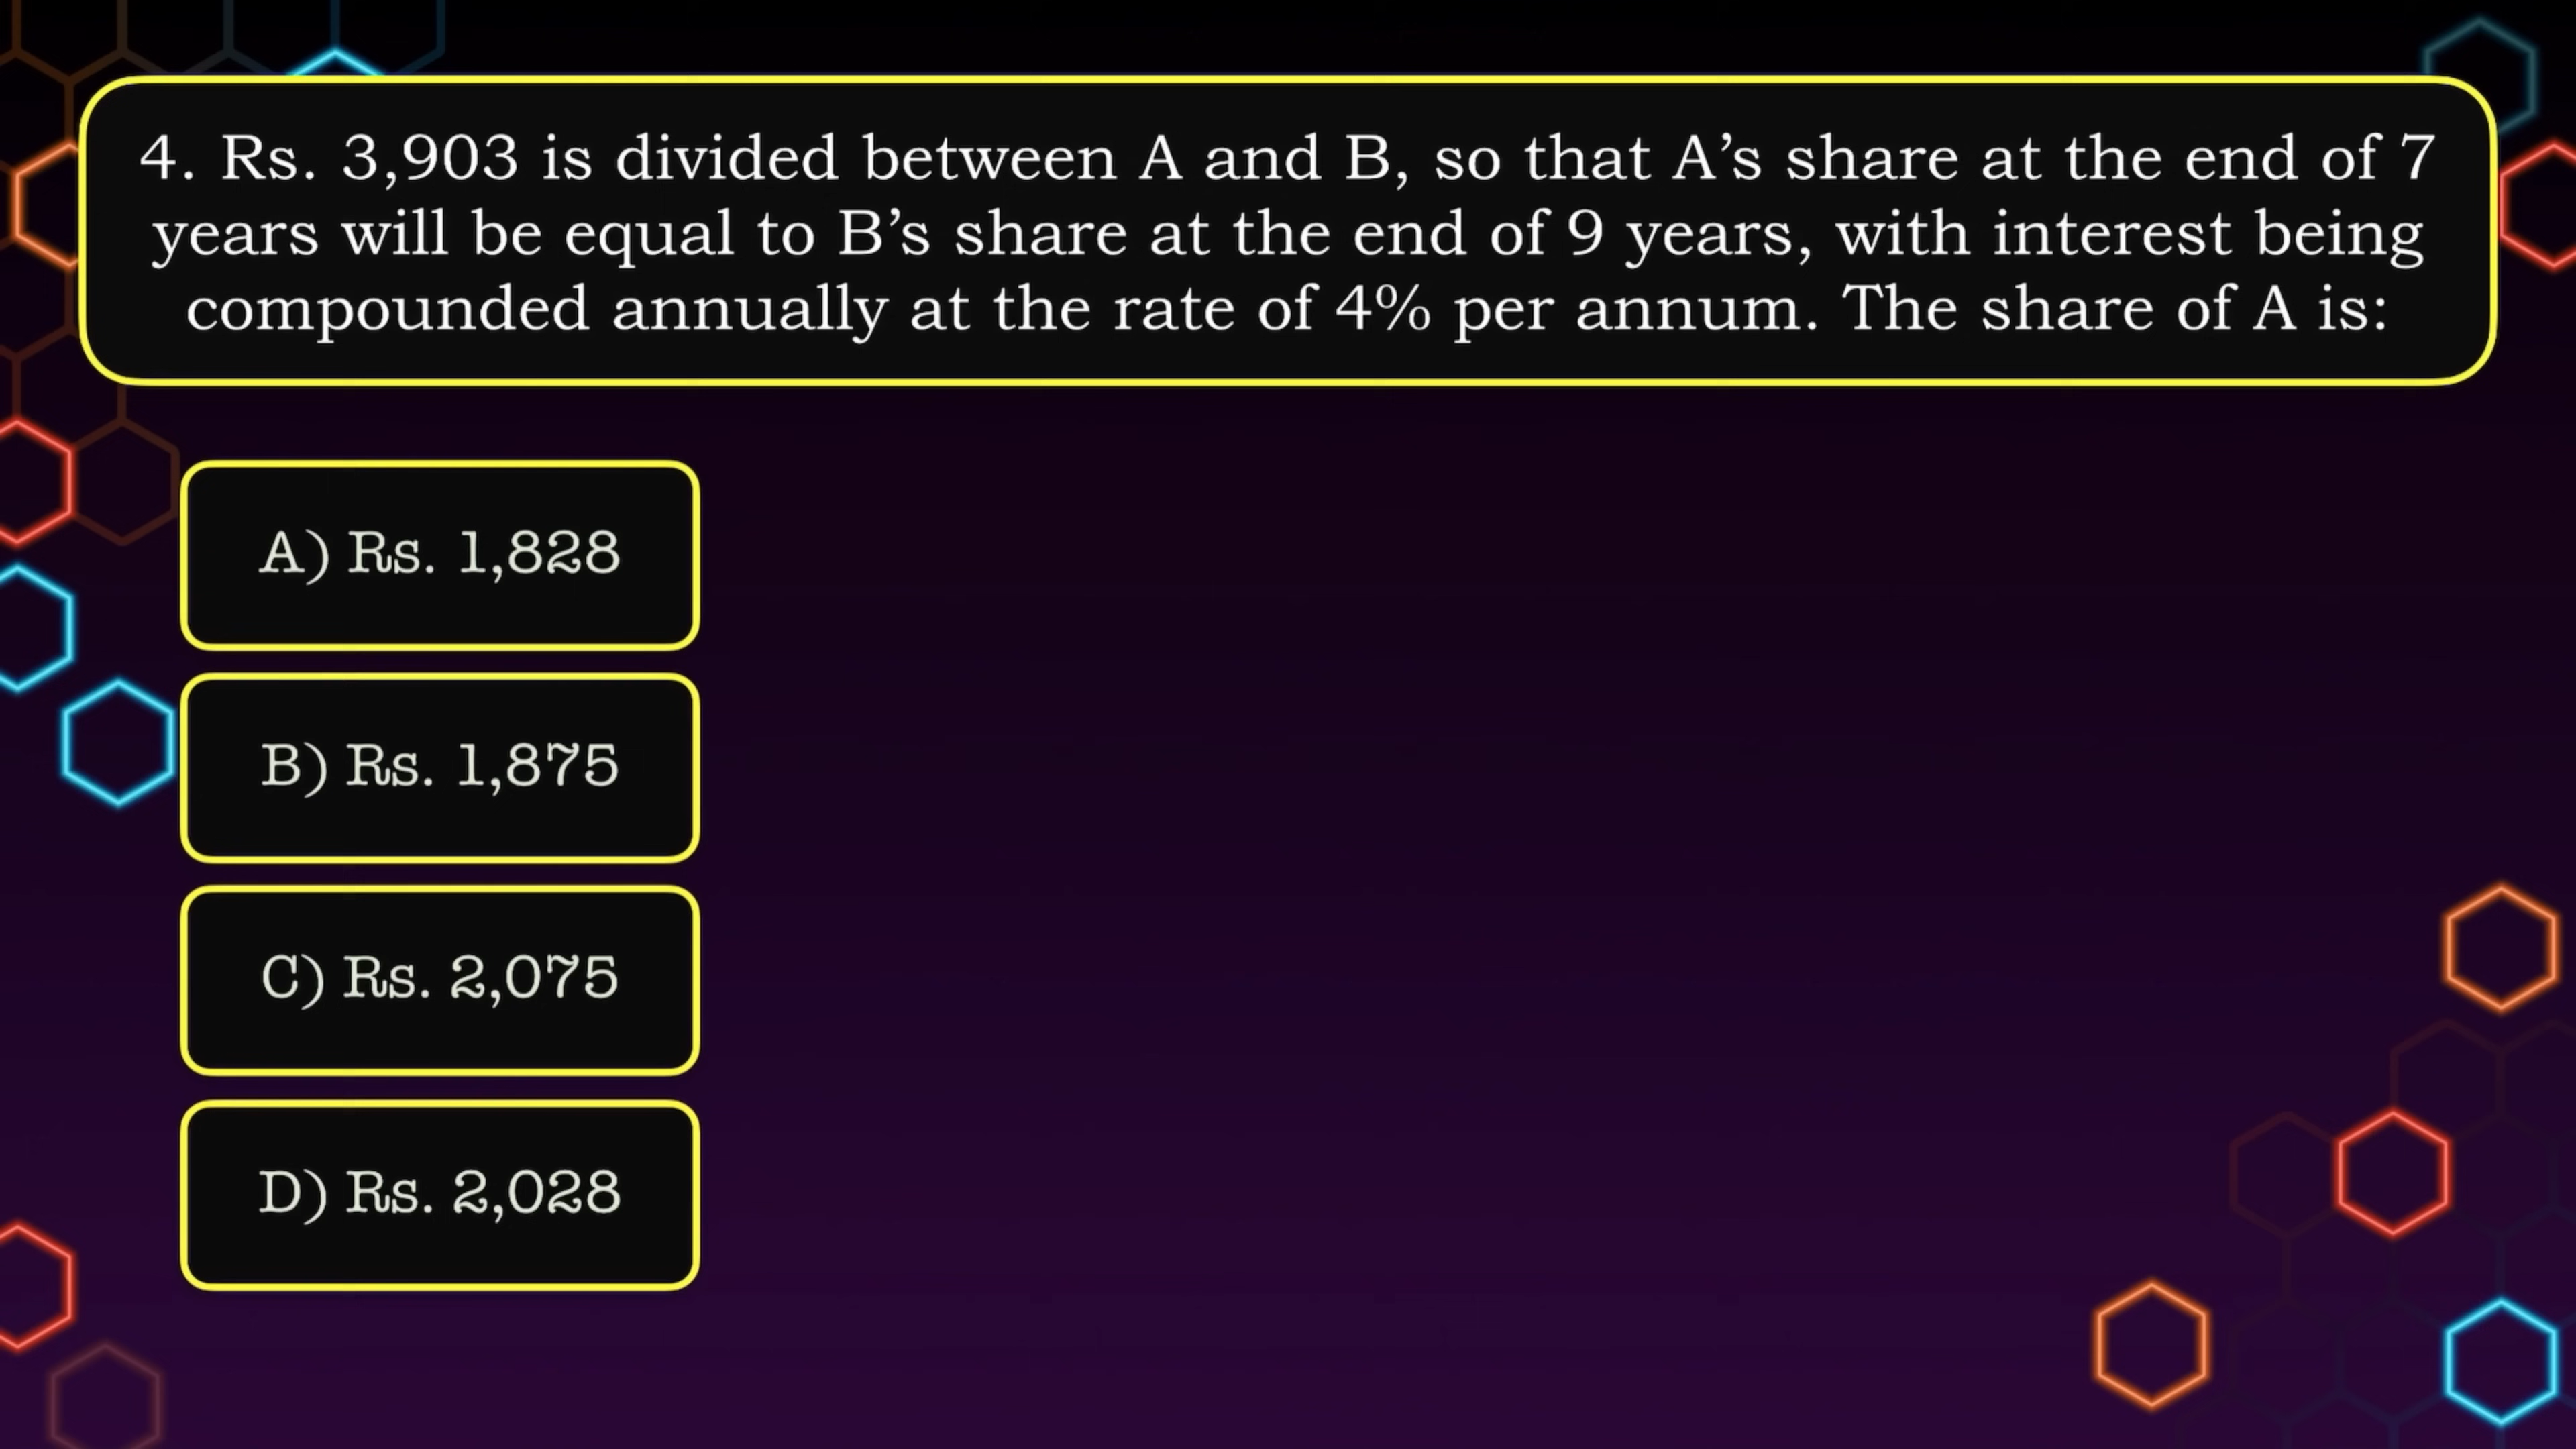 4. Rs. 3,903 is divided between A and B, so that A’s share at the end of 7
years will be equal to B’s share at the end of 9 years, with interest being
compounded annually at the rate of 4% per annum. The share of A is:
A) Rs. 1,828
B) Rs. 1,875
C) Rs. 2,075
D) Rs. 2,028